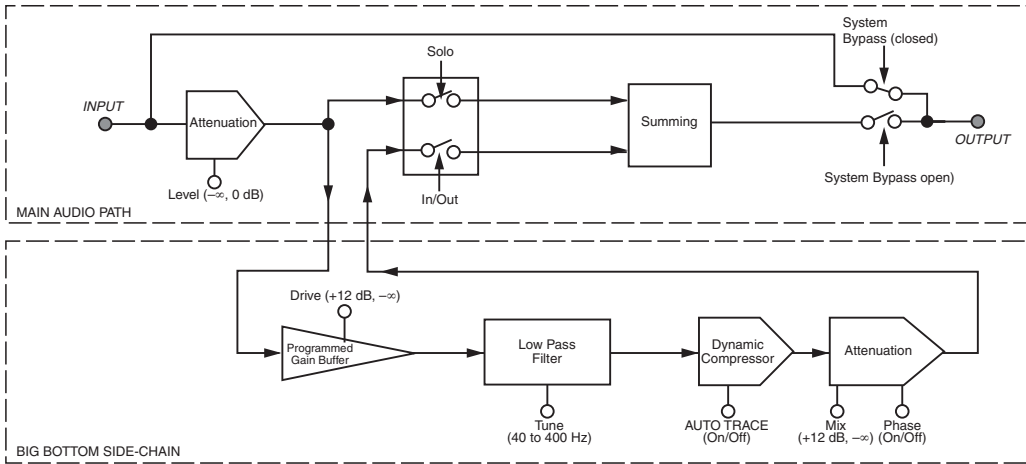 System
Bypass (closed)
Solo
INPUT
Attenuation
Summing
OUTPUT
System Bypass open)
Level (–∞, 0 dB)
In/Out
MAIN AUDIO PATH
Drive (+12 dB, –∞)
Programmed
Gain Buffer
Low Pass
Filter
Dynamic
Compressor
Attenuation
Tune
(40 to 400 Hz)
AUTO TRACE
(On/Off)
Mix
(+12 dB, –∞)
Phase
(On/Off)
BIG BOTTOM SIDE-CHAIN